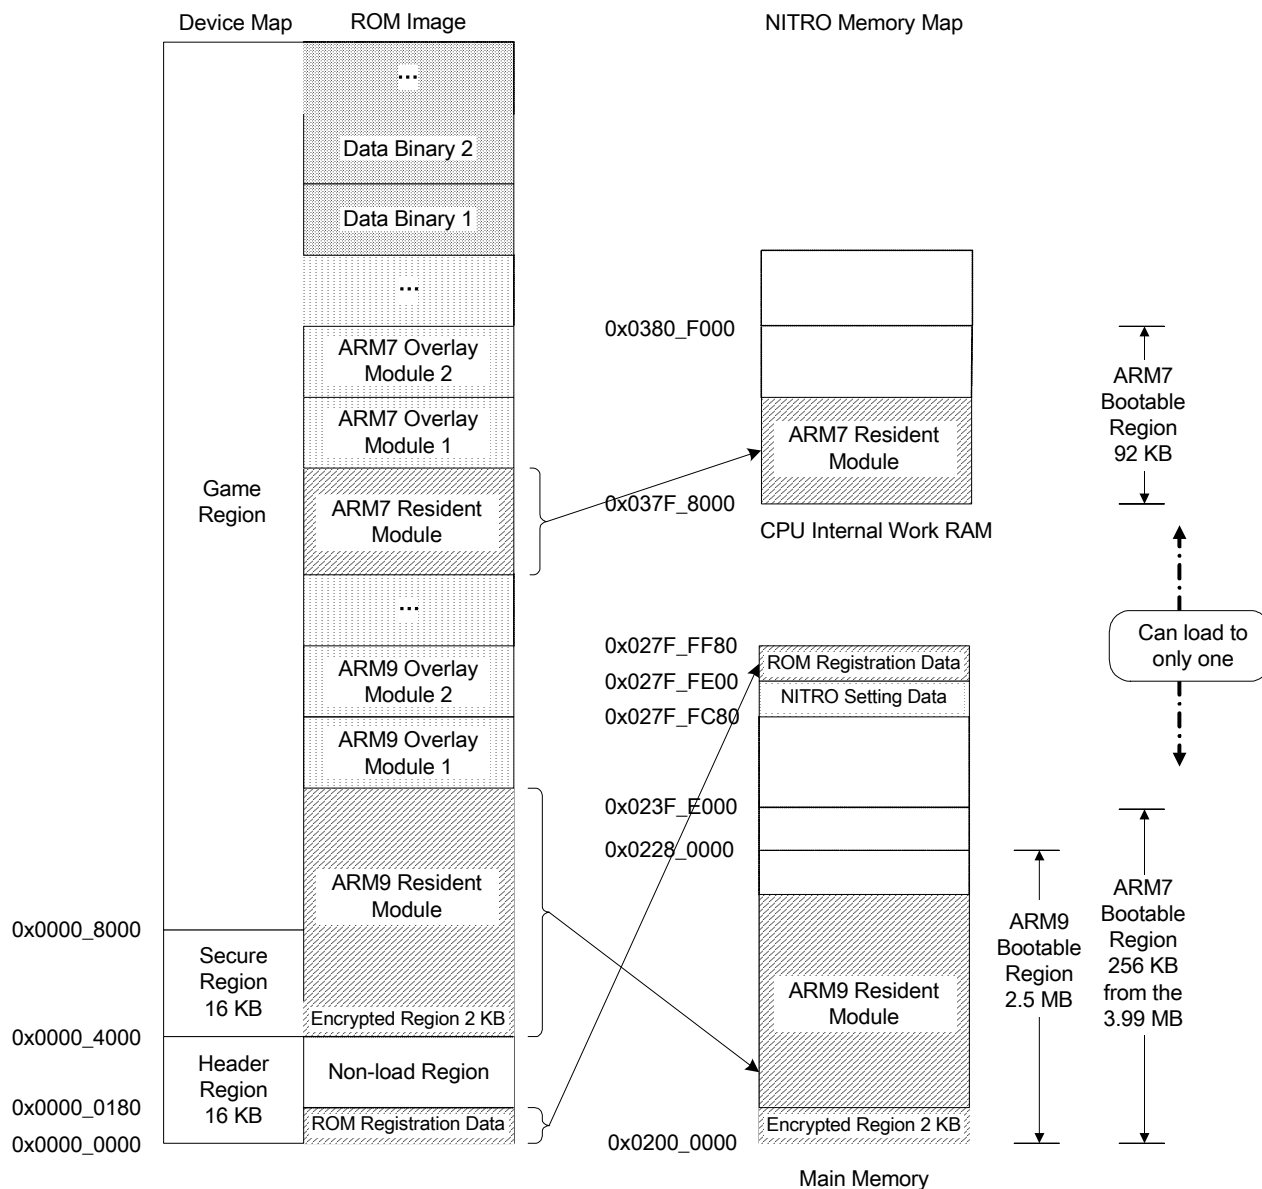 Device Map
ROM Image
NITRO Memory Map
...
Data Binary 2
Data Binary 1
...
ARM7 Overlay
Module 2
ARM7 Overlay
Module 1
ARM7 Resident
Module
...
ARM9 Overlay
Module 2
ARM9 Overlay
Module 1
ARM9 Resident
Module
Encrypted Region 2 KB
Non-load Region
ROM Registration Data
Game
Region
Secure
Region
16 KB
Header
Region
16 KB
0x0000_8000
0x0000_4000
0x0000_0180
0x0000_0000
0x0380_F000
ARM7 Resident
Module
0x037F_8000
CPU Internal Work RAM
0x027F_FF80
ROM Registration Data
0x027F_FE00
NITRO Setting Data
0x027F_FC80
0x023F_E000
0x0228_0000
ARM9 Resident
Module
Encrypted Region 2 KB
0x0200_0000
Main Memory
ARM7
Bootable
Region
92 KB
Can load to
only one
ARM9
Bootable
Region
2.5 MB
ARM7
Bootable
Region
256 KB
from the
3.99 MB